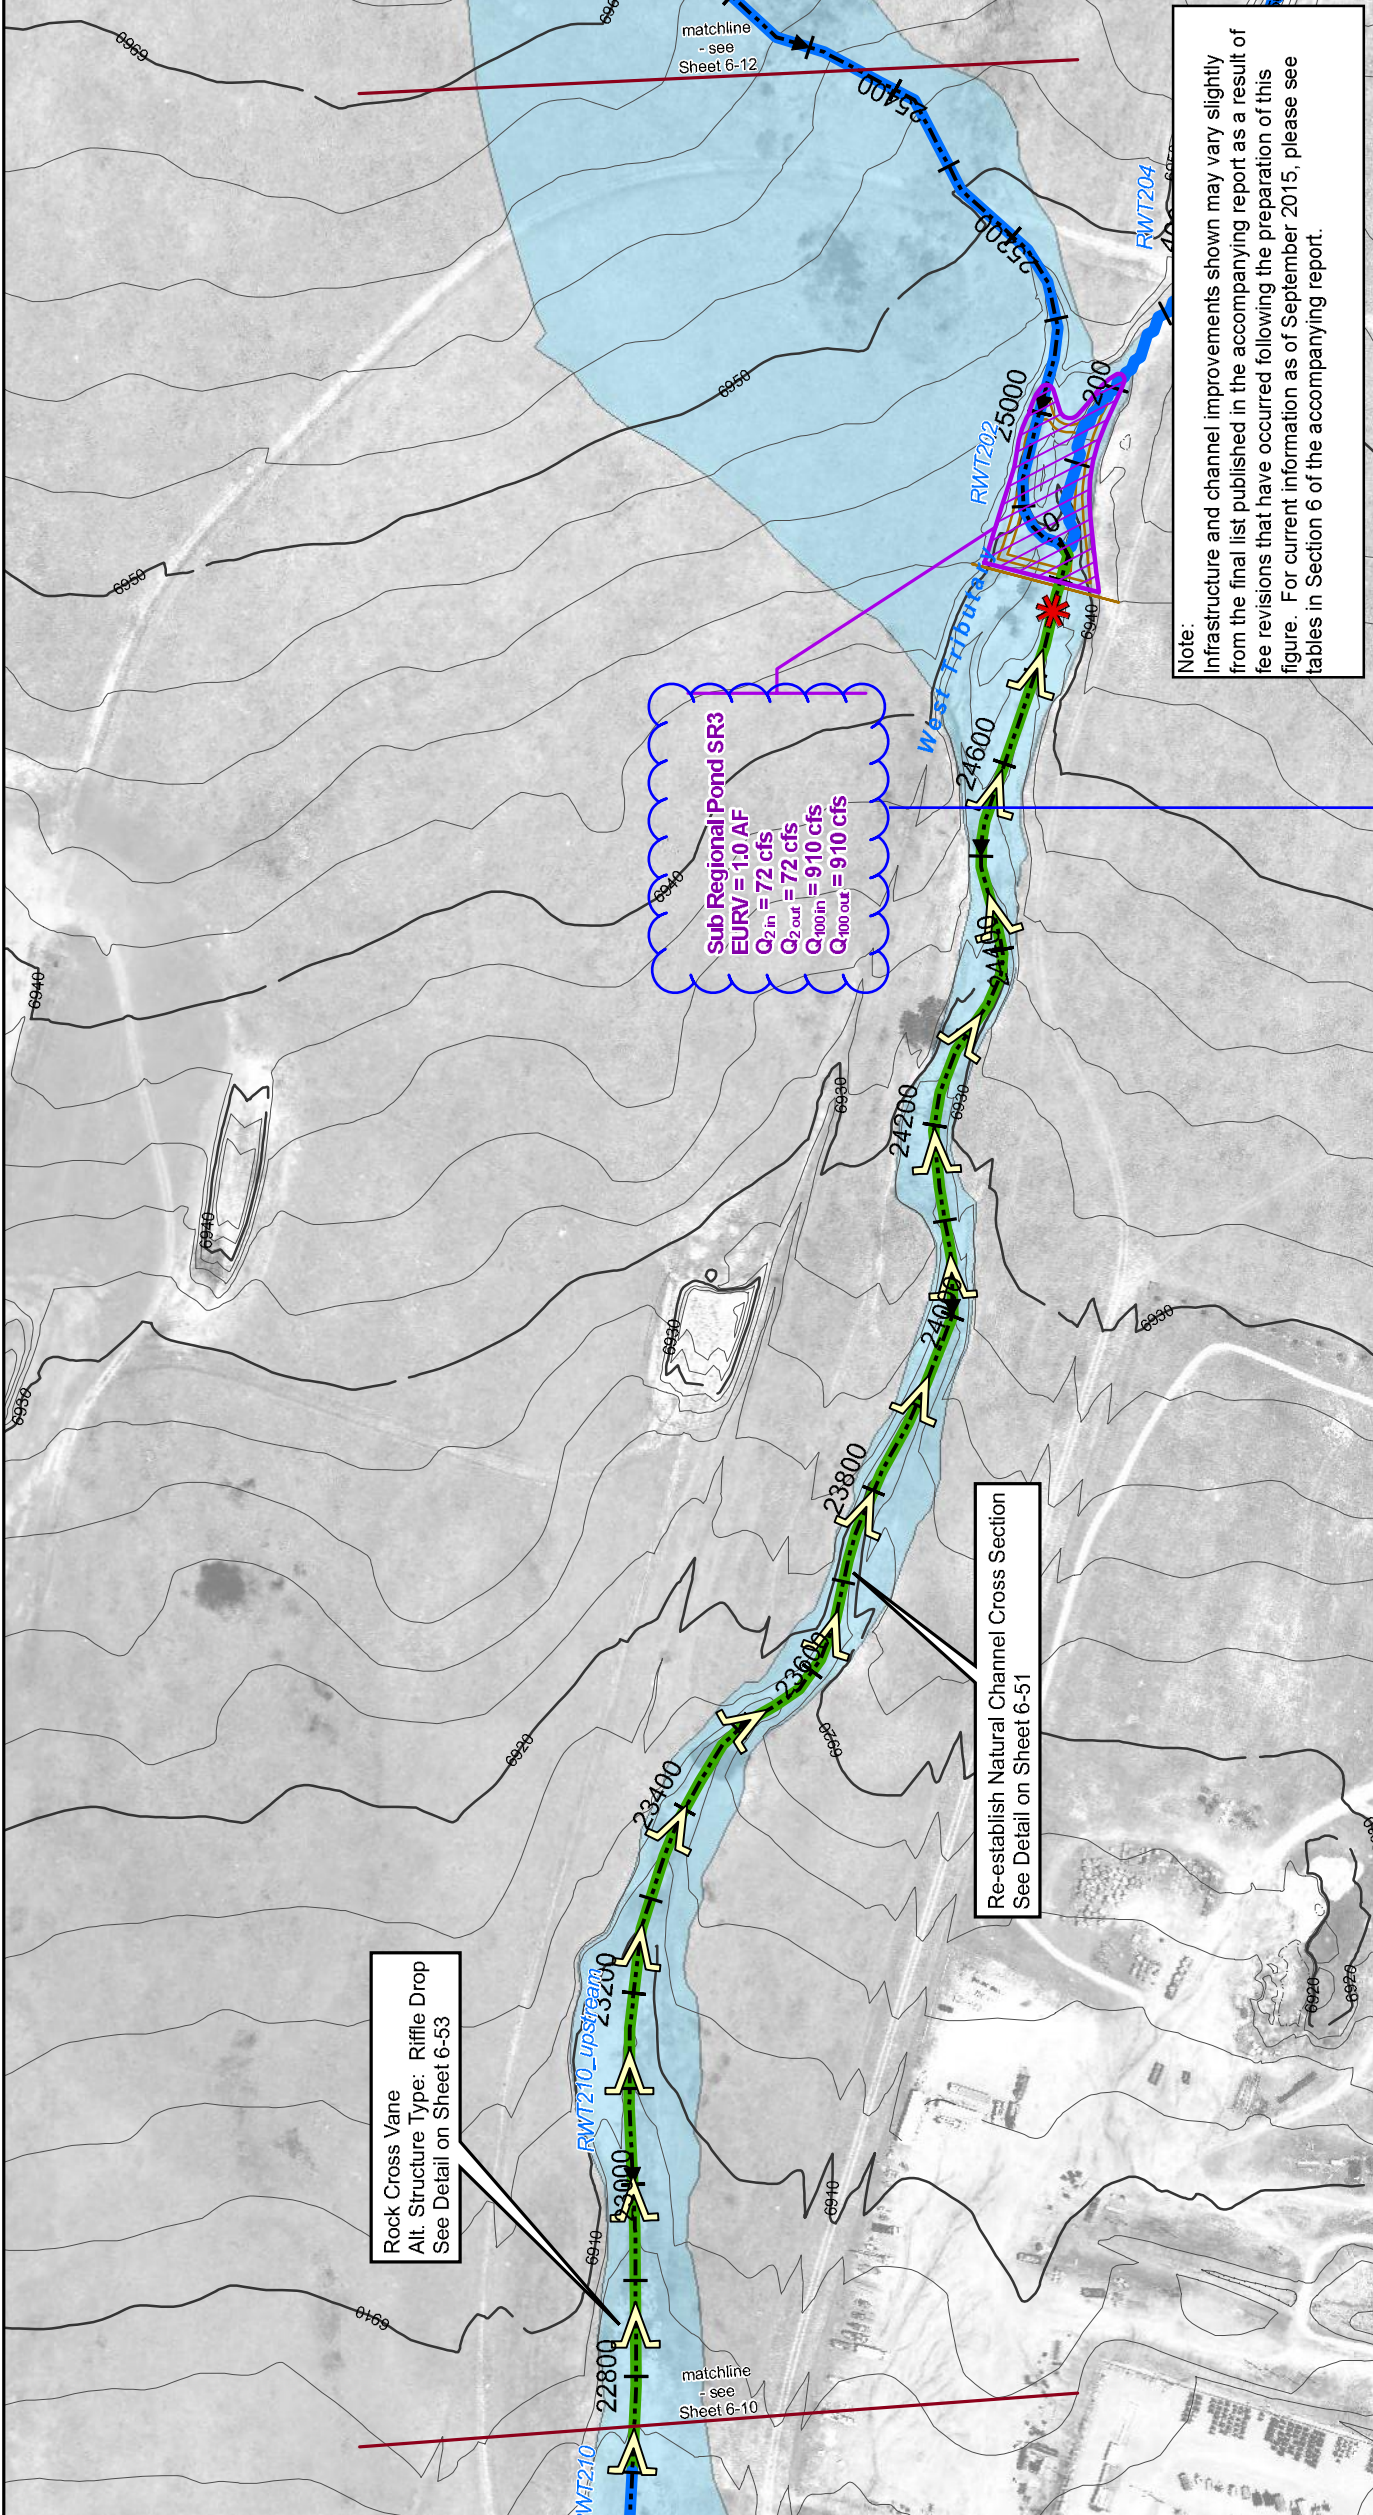 matchline
- see
Sheet 6-12
6960
25400
25200
RWT204
Note:
Infrastructure and channel improvements shown may vary slightly
from the final list published in the accompanying report as a result of
fee revisions that have occurred following the preparation of this
figure. For current information as of September 2015, please see
tables in Section 6 of the accompanying report.
6950
6950
25000
200
RWT202
0
6940
West Tributary
24600
Sub Regional Pond SR3
EURV = 1.0 AF
Q2 in = 72 cfs
Q2 out = 72 cfs
Q100 in = 910 cfs
Q100 out = 910 cfs
6940
6940
24400
24200
6930
6930
6940
24000
6930
6930
6930
23800
Re-establish Natural Channel Cross Section
See Detail on Sheet 6-51
23600
6920
6920
23400
23200
RWT210_upstream
6920
6920
Rock Cross Vane
Alt. Structure Type: Riffle Drop
See Detail on Sheet 6-53
23000
6910
6910
6910
22800
matchline
- see
Sheet 6-10